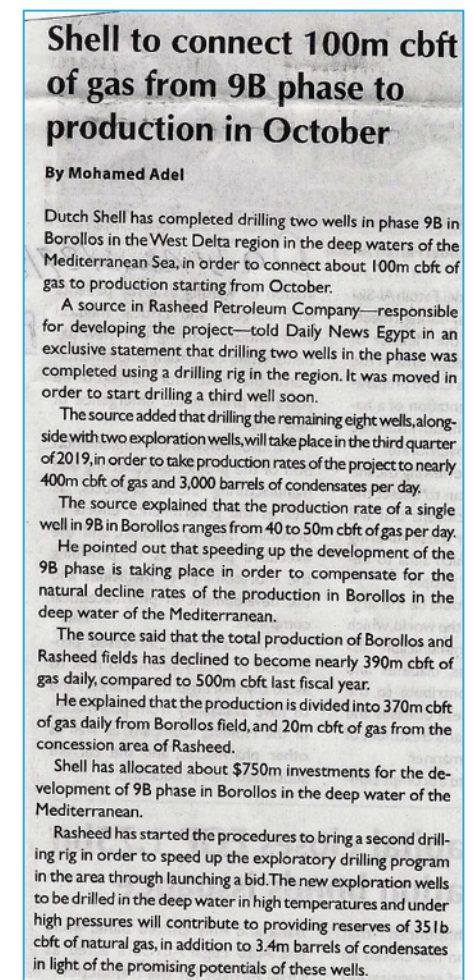 Shell to connect 100m cbft
of gas from 9B phase to
production in October
By Mohamed Adel
Dutch Shell has completed drilling two wells in phase 9B in
Borollos in the West Delta region in the deep waters of the
Mediterranean Sea, in order to connect about 100m cbft of
gas to production starting from October.
A source in Rasheed Petroleum Company—responsible
for developing the project—told Daily News Egypt in an
exclusive statement that drilling two wells in the phase was
completed using a drilling rig in the region. It was moved in
order to start drilling a third well soon.
The source added that drilling the remaining eight wells, along-
side with two exploration wells, will take place in the third quarter
of 2019, in order to take production rates of the project to nearly
400m cbft of gas and 3,000 barrels of condensates per day.
The source explained that the production rate of a single
well in 9B in Borollos ranges from 40 to 50m cbft of gas per day.
He pointed out that speeding up the development of the
9B phase is taking place in order to compensate for the
natural decline rates of the production in Borollos in the
deep water of the Mediterranean.
The source said that the total production of Borollos and
Rasheed fields has declined to become nearly 390m cbft of
gas daily, compared to 500m cbft last fiscal year.
He explained that the production is divided into 370m cbft
of gas daily from Borollos field, and 20m cbft of gas from the
concession area of Rasheed.
Shell has allocated about $750m investments for the de-
velopment of 9B phase in Borollos in the deep water of the
Mediterranean.
Rasheed has started the procedures to bring a second drill-
ing rig in order to speed up the exploratory drilling program
in the area through launching a bid. The new exploration wells
to be drilled in the deep water in high temperatures and under
high pressures will contribute to providing reserves of 351b
cbft of natural gas, in addition to 3.4m barrels of condensates
in light of the promising potentials of these wells.